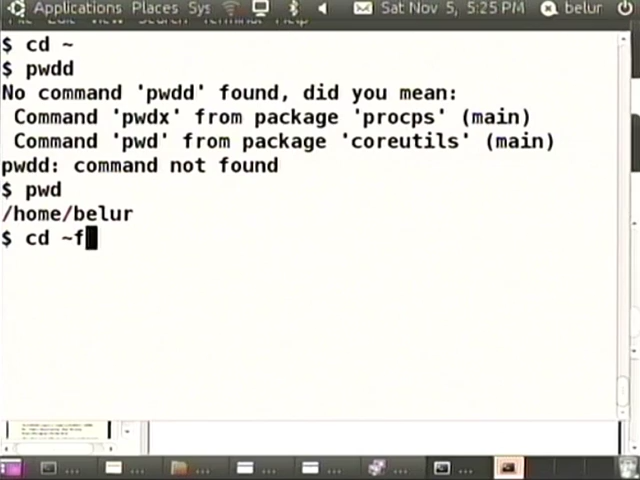 Applications Places Sys Sat Nov 5, 5:25 PM belur
$ cd ~
$ pwdd
No command 'pwdd' found, did you mean:
Command 'pwdx' from package 'procps' (main)
Command 'pwd' from package 'coreutils' (main)
pwdd: command not found
$ pwd
/home/belur
$ cd ~f